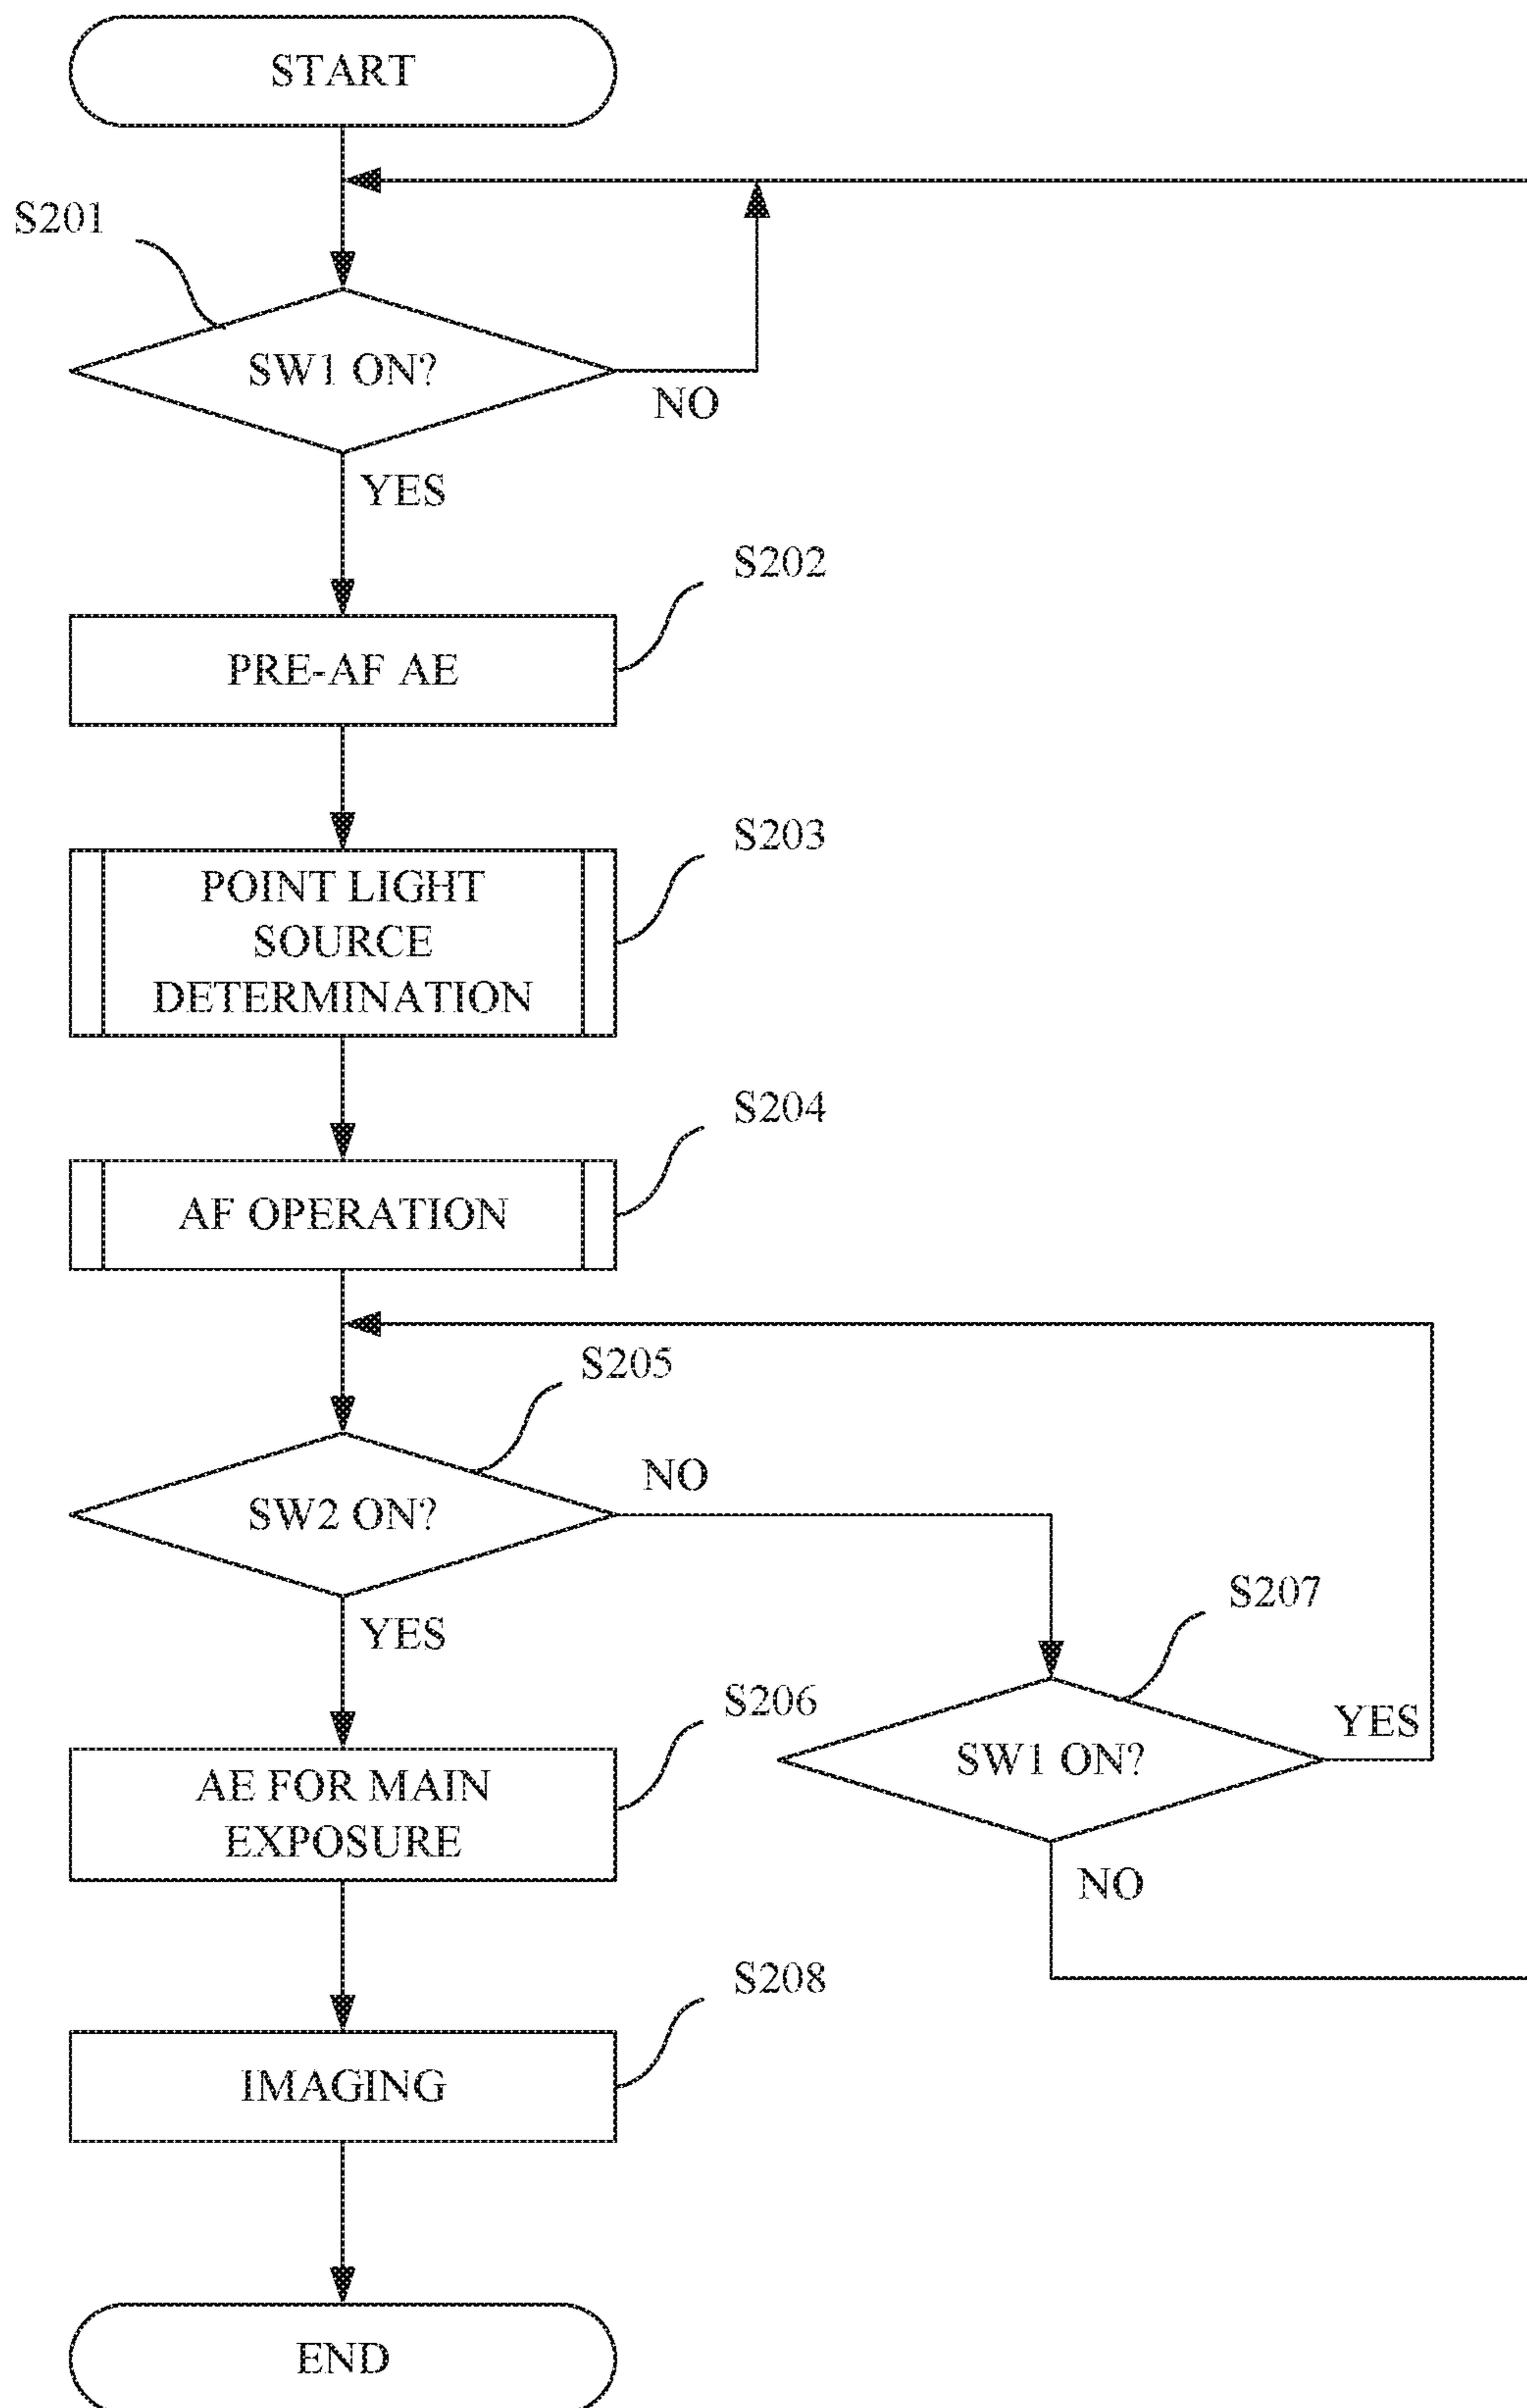 START
S201
SW1 ON?
NO
YES
S202
PRE-AF AE
S203
POINT LIGHT
SOURCE
DETERMINATION
S204
AF OPERATION
S205
SW2 ON?
NO
YES
S207
SW1 ON?
YES
NO
S206
AE FOR MAIN
EXPOSURE
S208
IMAGING
END